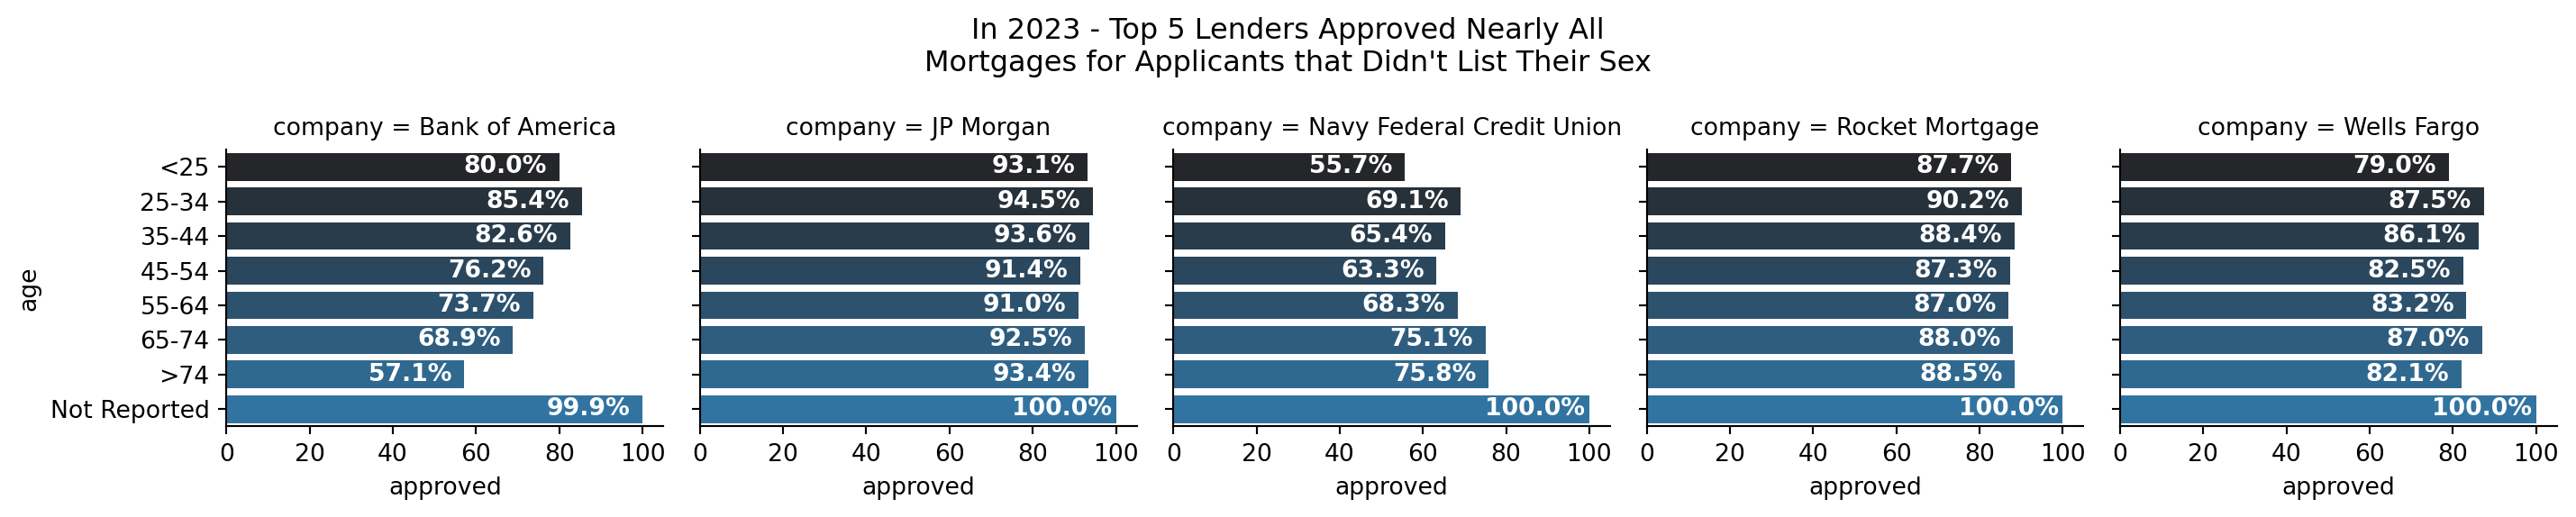 In 2023 - Top 5 Lenders Approved Nearly All
Mortgages for Applicants that Didn't List Their Sex
company = Bank of America
company = JP Morgan
company = Navy Federal Credit Union
company = Rocket Mortgage
company = Wells Fargo
age
<25 80.0% 93.1% 55.7% 87.7% 79.0%
25-34 85.4% 94.5% 69.1% 90.2% 87.5%
35-44 82.6% 93.6% 65.4% 88.4% 86.1%
45-54 76.2% 91.4% 63.3% 87.3% 82.5%
55-64 73.7% 91.0% 68.3% 87.0% 83.2%
65-74 68.9% 92.5% 75.1% 88.0% 87.0%
>74 57.1% 93.4% 75.8% 88.5% 82.1%
Not Reported 99.9% 100.0% 100.0% 100.0% 100.0%
0 20 40 60 80 100 0 20 40 60 80 100 0 20 40 60 80 100 0 20 40 60 80 100 0 20 40 60 80 100
approved approved approved approved approved